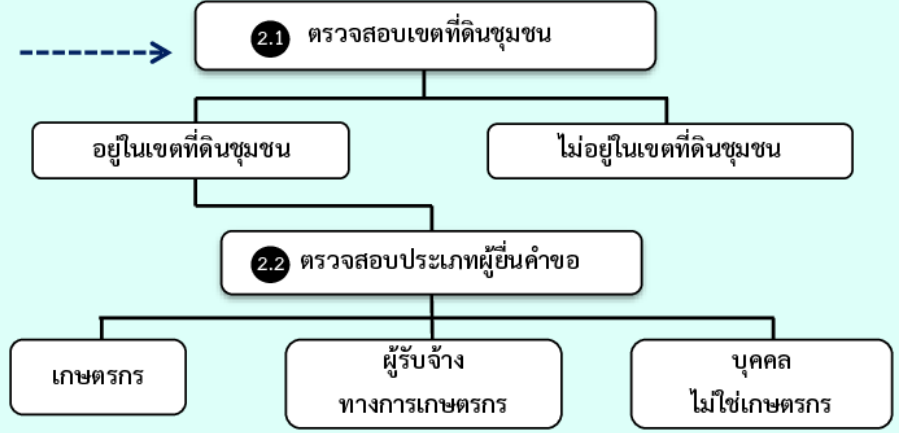 2.1 ตรวจสอบเขตที่ดินชุมชน
อยู่ในเขตที่ดินชุมชน
ไม่อยู่ในเขตที่ดินชุมชน
2.2 ตรวจสอบประเภทผู้ยื่นคำขอ
เกษตรกร
ผู้รับจ้าง
ทางการเกษตรกร
บุคคล
ไม่ใช่เกษตรกร